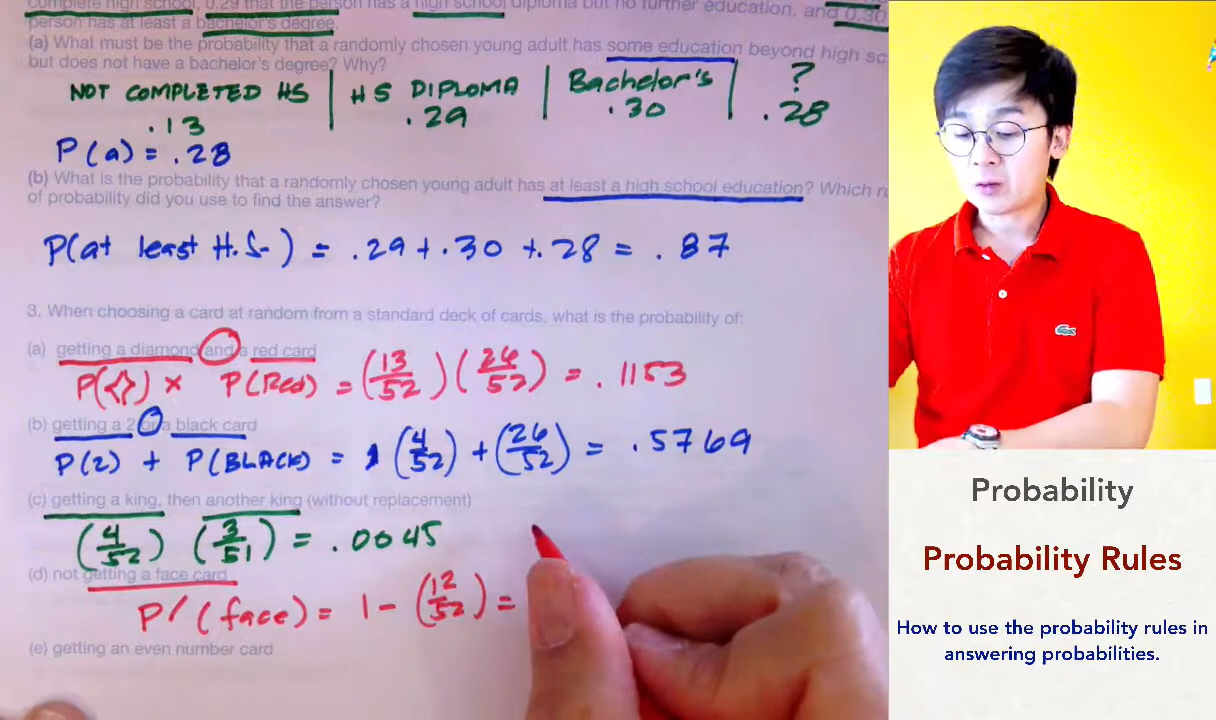 complete high school, 0.29 that the person has a high school diploma but no further education, and 0.30
person has at least a bachelor's degree.
(a) What must be the probability that a randomly chosen young adult has some education beyond high sc
but does not have a bachelor's degree? Why?
NOT COMPLETED HS | HS DIPLOMA | Bachelor's | ?
.13 .29 .30 .28
P(a) = .28
(b) What is the probability that a randomly chosen young adult has at least a high school education? Which ru
of probability did you use to find the answer?
P(at least H.S.) = .29 + .30 + .28 = .87
3. When choosing a card at random from a standard deck of cards, what is the probability of:
(a) getting a diamond and a red card
P(◇) × P(Red) = (13/52)(26/52) = .1153
(b) getting a 2 or a black card
P(2) + P(BLACK) = (4/52) + (26/52) = .5769
(c) getting a king, then another king (without replacement)
(4/52) (3/51) = .0045
(d) not getting a face card
P/(face) = 1 - (12/52) =
(e) getting an even number card
Probability
Probability Rules
How to use the probability rules in
answering probabilities.